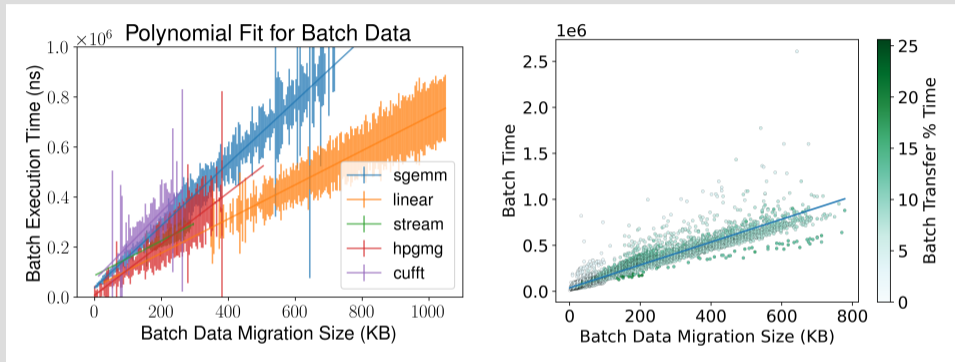 Polynomial Fit for Batch Data
×10⁶
1.0
0.8
0.6
0.4
0.2
0.0
Batch Execution Time (ns)
0 200 400 600 800 1000
Batch Data Migration Size (KB)
sgemm
linear
stream
hpgmg
cufft
1e6
2.5
2.0
1.5
1.0
0.5
0.0
Batch Time
0 200 400 600 800
Batch Data Migration Size (KB)
25
20
15
10
5
0
Batch Transfer % Time